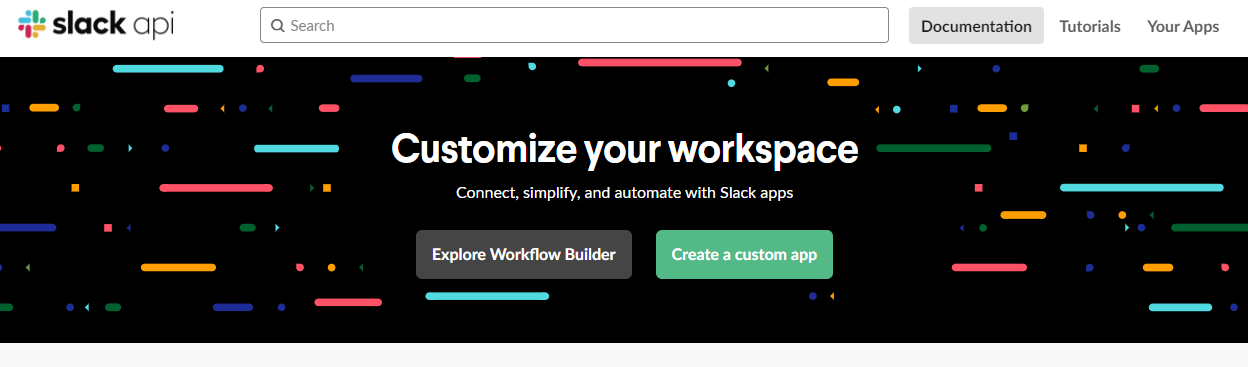 slack api
Search
Documentation
Tutorials
Your Apps
Customize your workspace
Connect, simplify, and automate with Slack apps
Explore Workflow Builder
Create a custom app